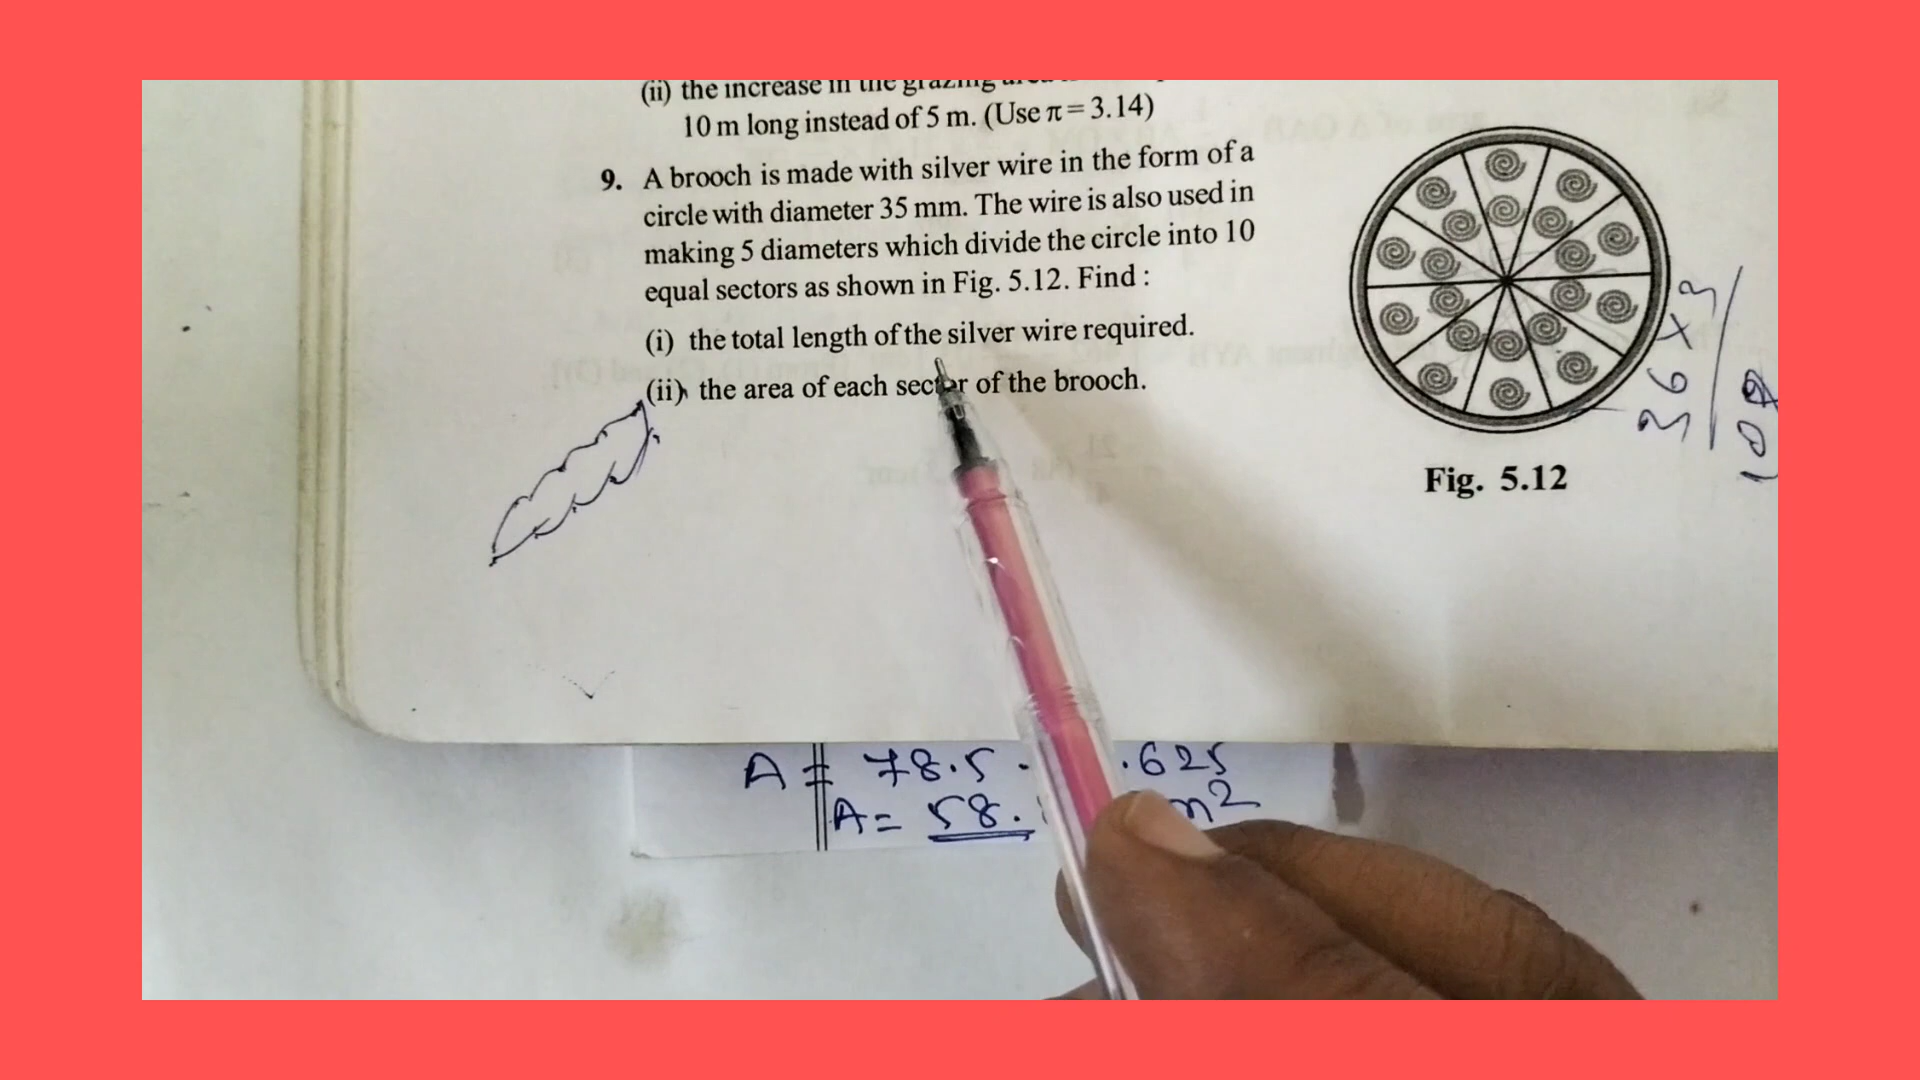 (ii) the increase in the grazing
10 m long instead of 5 m. (Use π = 3.14)
9. A brooch is made with silver wire in the form of a
circle with diameter 35 mm. The wire is also used in
making 5 diameters which divide the circle into 10
equal sectors as shown in Fig. 5.12. Find :
(i) the total length of the silver wire required.
(ii) the area of each sector of the brooch.
Fig. 5.12
36 x 3
A = 78.5 .625
A = 58. m²